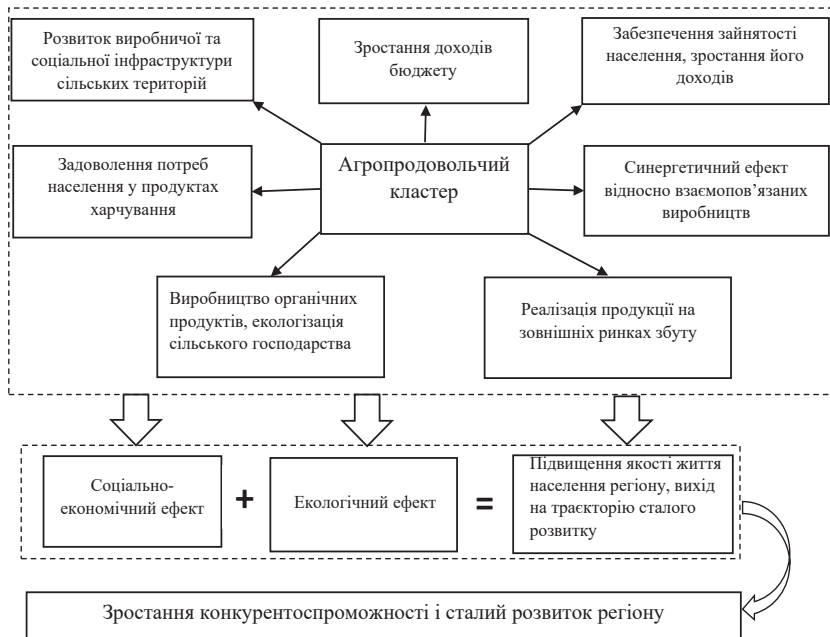 Розвиток виробничої та
соціальної інфраструктури
сільських територій
Зростання доходів
бюджету
Забезпечення зайнятості
населення, зростання його
доходів
Задоволення потреб
населення у продуктах
харчування
Агропродовольчий
кластер
Синергетичний ефект
відносно взаємопов’язаних
виробництв
Виробництво органічних
продуктів, екологізація
сільського господарства
Реалізація продукції на
зовнішніх ринках збуту
Соціально-
економічний ефект
+
Екологічний ефект
=
Підвищення якості життя
населення регіону, вихід
на траєкторію сталого
розвитку
Зростання конкурентоспроможності і сталий розвиток регіону